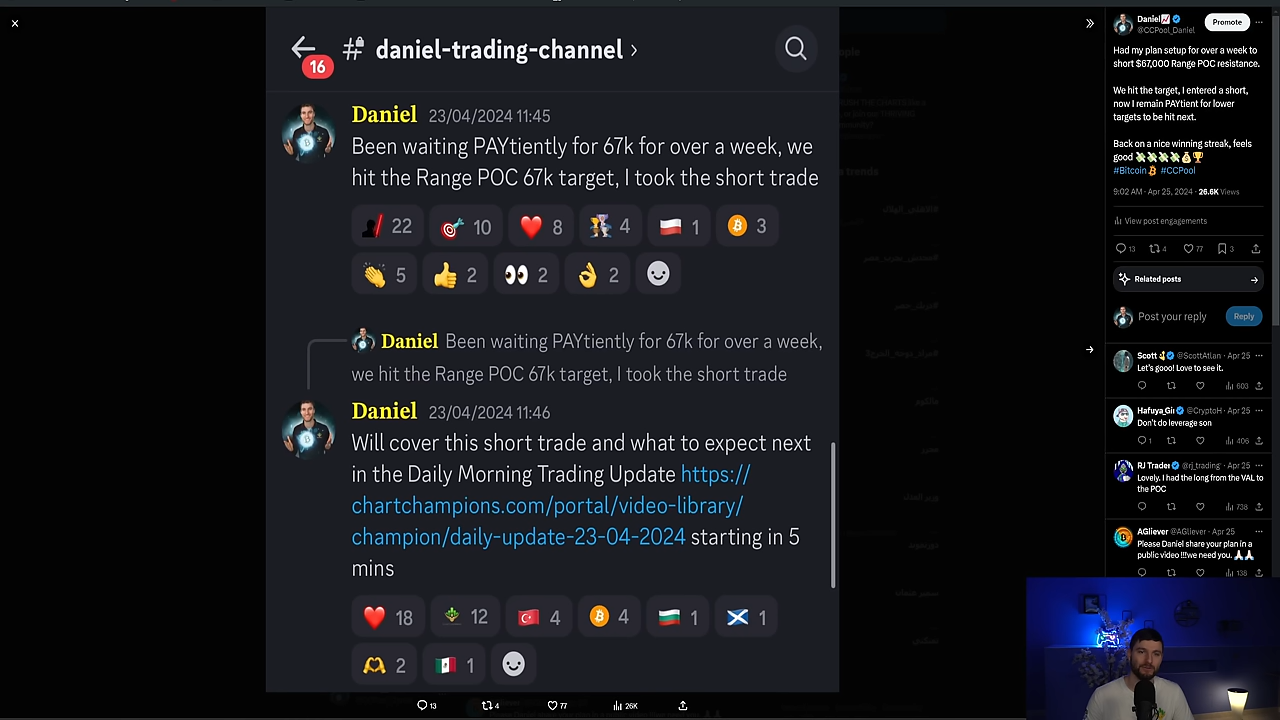 16
# daniel-trading-channel ›
Daniel 23/04/2024 11:45
Been waiting PAYtiently for 67k for over a week, we
hit the Range POC 67k target, I took the short trade
22 10 8 4 1 3
5 2 2 2
Daniel Been waiting PAYtiently for 67k for over a week,
we hit the Range POC 67k target, I took the short trade
Daniel 23/04/2024 11:46
Will cover this short trade and what to expect next
in the Daily Morning Trading Update https://
chartchampions.com/portal/video-library/
champion/daily-update-23-04-2024 starting in 5
mins
18 12 4 4 1 1
2 1
13 4 77 26K
Daniel
Promote
@CCPool_Daniel
Had my plan setup for over a week to
short $67,000 Range POC resistance.
We hit the target, I entered a short,
now I remain PAYtient for lower
targets to be hit next.
Back on a nice winning streak, feels
good
#Bitcoin #CCPool
9:02 AM · Apr 25, 2024 · 26.6K Views
View post engagements
13 4 77 3
Related posts
Post your reply
Reply
Scott @ScottAtlan · Apr 25
Let's gooo! Love to see it.
603
Hafuya_Gir @CryptoH · Apr 25
Don't do leverage son
1 406
RJ Trader @rj_trading · Apr 25
Lovely. I had the long from the VAL to
the POC
738
AGliever @AGliever · Apr 25
Please Daniel share your plan in a
public video !!!we need you.
138